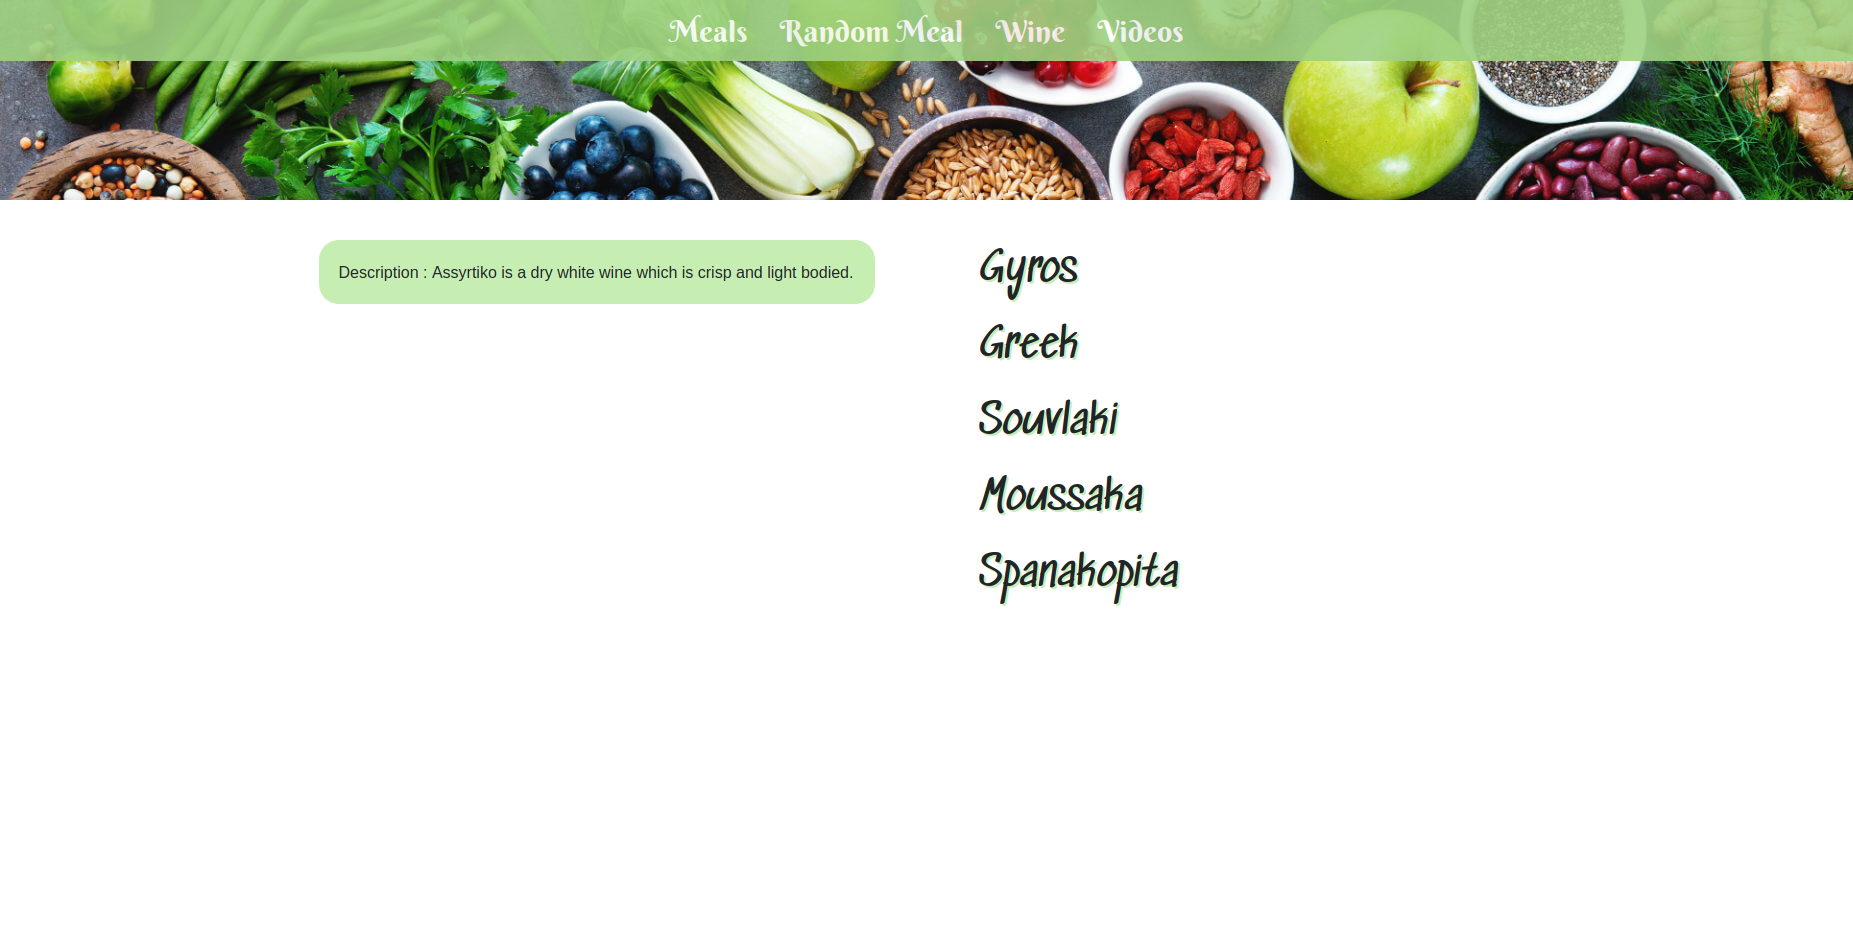 Meals Random Meal Wine Videos
Description : Assyrtiko is a dry white wine which is crisp and light bodied.
Gyros
Greek
Souvlaki
Moussaka
Spanakopita